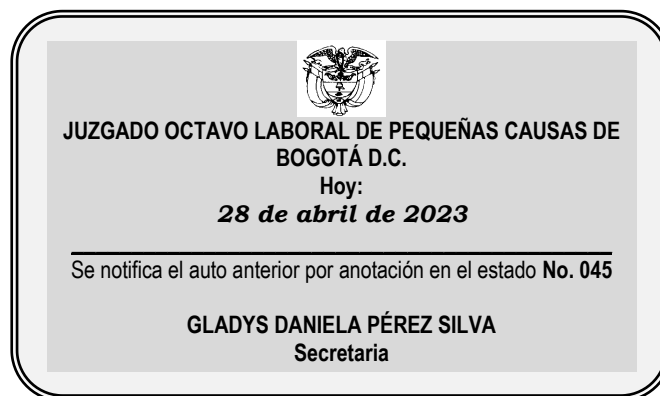 JUZGADO OCTAVO LABORAL DE PEQUEÑAS CAUSAS DE
BOGOTÁ D.C.
Hoy:
28 de abril de 2023
Se notifica el auto anterior por anotación en el estado No. 045
GLADYS DANIELA PÉREZ SILVA
Secretaria